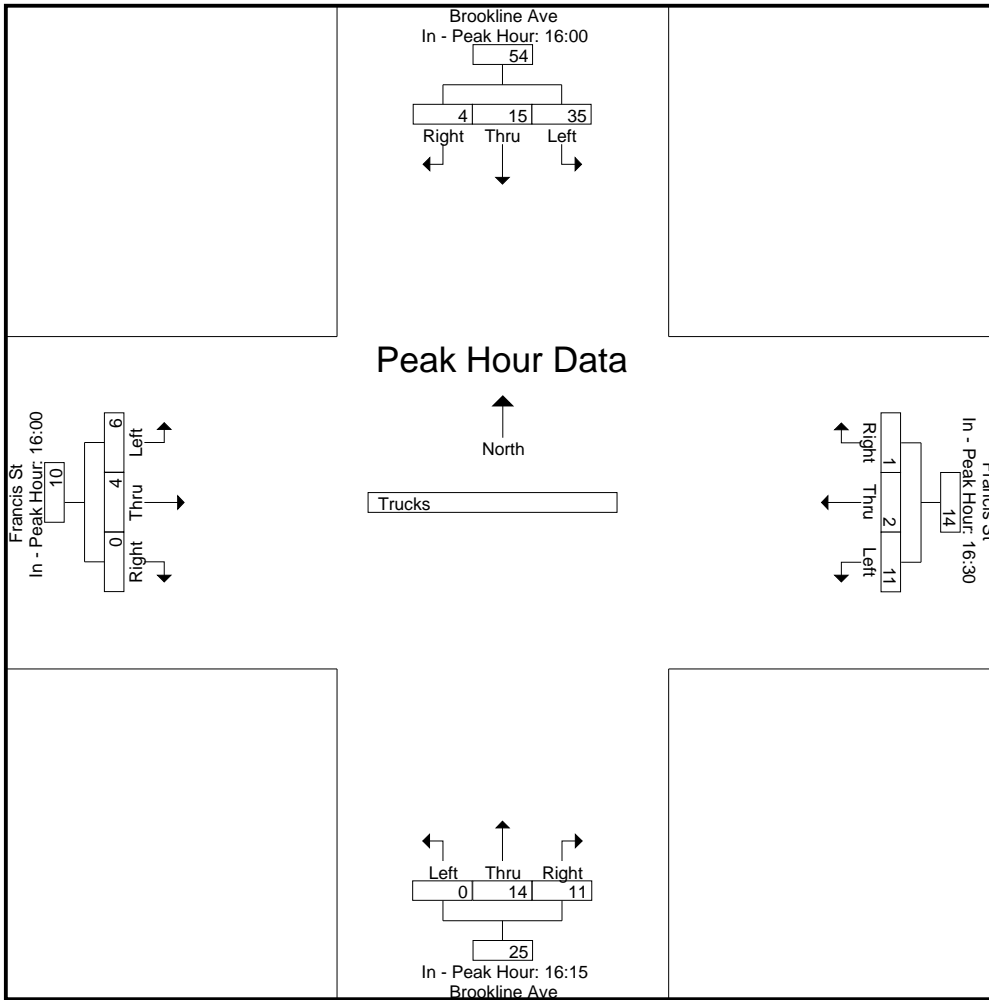 Brookline Ave
In - Peak Hour: 16:00
54
4 15 35
Right Thru Left
Peak Hour Data
North
Trucks
Francis St
In - Peak Hour: 16:00
10
6 4 0
Left Thru Right
Francis St
In - Peak Hour: 16:30
14
1 2 11
Right Thru Left
Left Thru Right
0 14 11
25
In - Peak Hour: 16:15
Brookline Ave